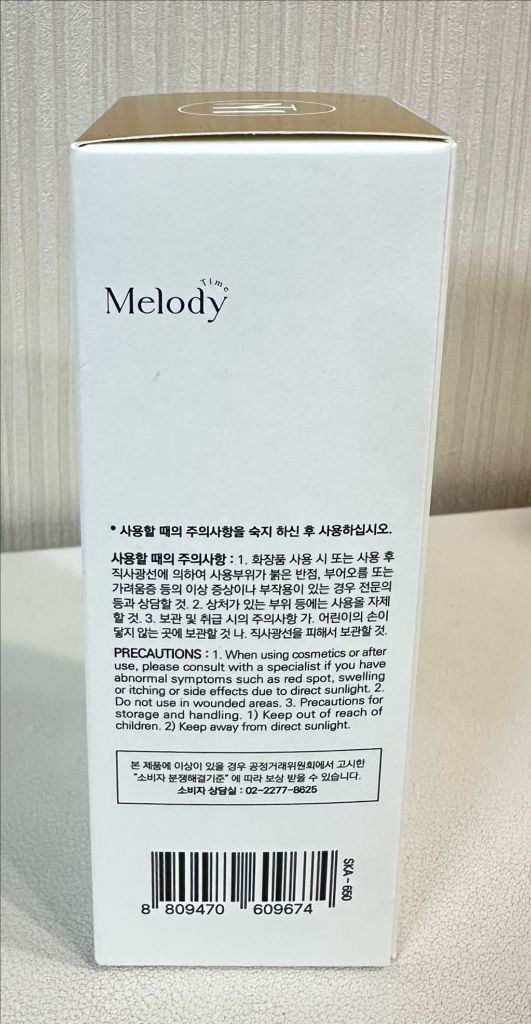 Time
Melody
* 사용할 때의 주의사항을 숙지 하신 후 사용하십시오.
사용할 때의 주의사항 : 1. 화장품 사용 시 또는 사용 후
직사광선에 의하여 사용부위가 붉은 반점, 부어오름 또는
가려움증 등의 이상 증상이나 부작용이 있는 경우 전문의
등과 상담할 것. 2. 상처가 있는 부위 등에는 사용을 자제
할 것. 3. 보관 및 취급 시의 주의사항 가. 어린이의 손이
닿지 않는 곳에 보관할 것 나. 직사광선을 피해서 보관할 것.
PRECAUTIONS : 1. When using cosmetics or after
use, please consult with a specialist if you have
abnormal symptoms such as red spot, swelling
or itching or side effects due to direct sunlight. 2.
Do not use in wounded areas. 3. Precautions for
storage and handling. 1) Keep out of reach of
children. 2) Keep away from direct sunlight.
본 제품에 이상이 있을 경우 공정거래위원회에서 고시한
"소비자 분쟁해결기준" 에 따라 보상 받을 수 있습니다.
소비자 상담실 : 02-2277-8625
SKA - 650
8 809470 609674